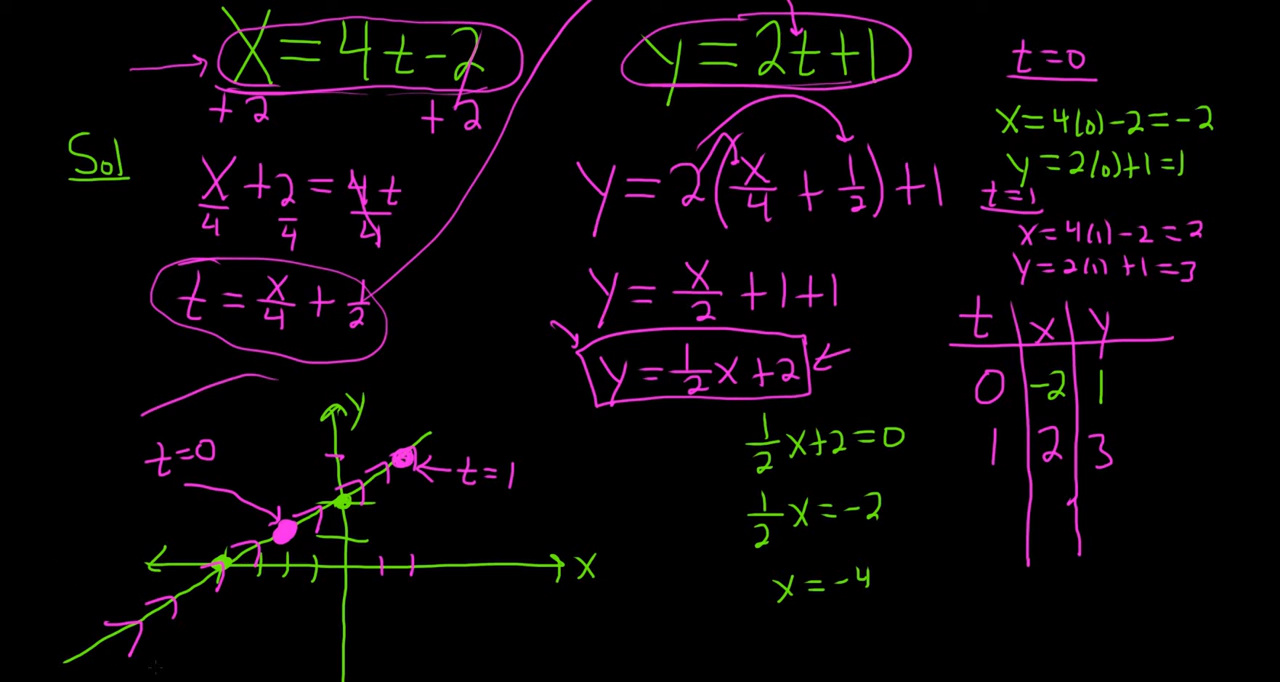 x = 4t - 2
+2 +2
Sol
x/4 + 2/4 = 4t/4
t = x/4 + 1/2
y = 2t + 1
y = 2(x/4 + 1/2) + 1
y = x/2 + 1 + 1
y = 1/2 x + 2
1/2 x + 2 = 0
1/2 x = -2
x = -4
t = 0
x = 4(0) - 2 = -2
y = 2(0) + 1 = 1
t = 1
x = 4(1) - 2 = 2
y = 2(1) + 1 = 3
t x y
0 -2 1
1 2 3
y
t = 0
t = 1
x